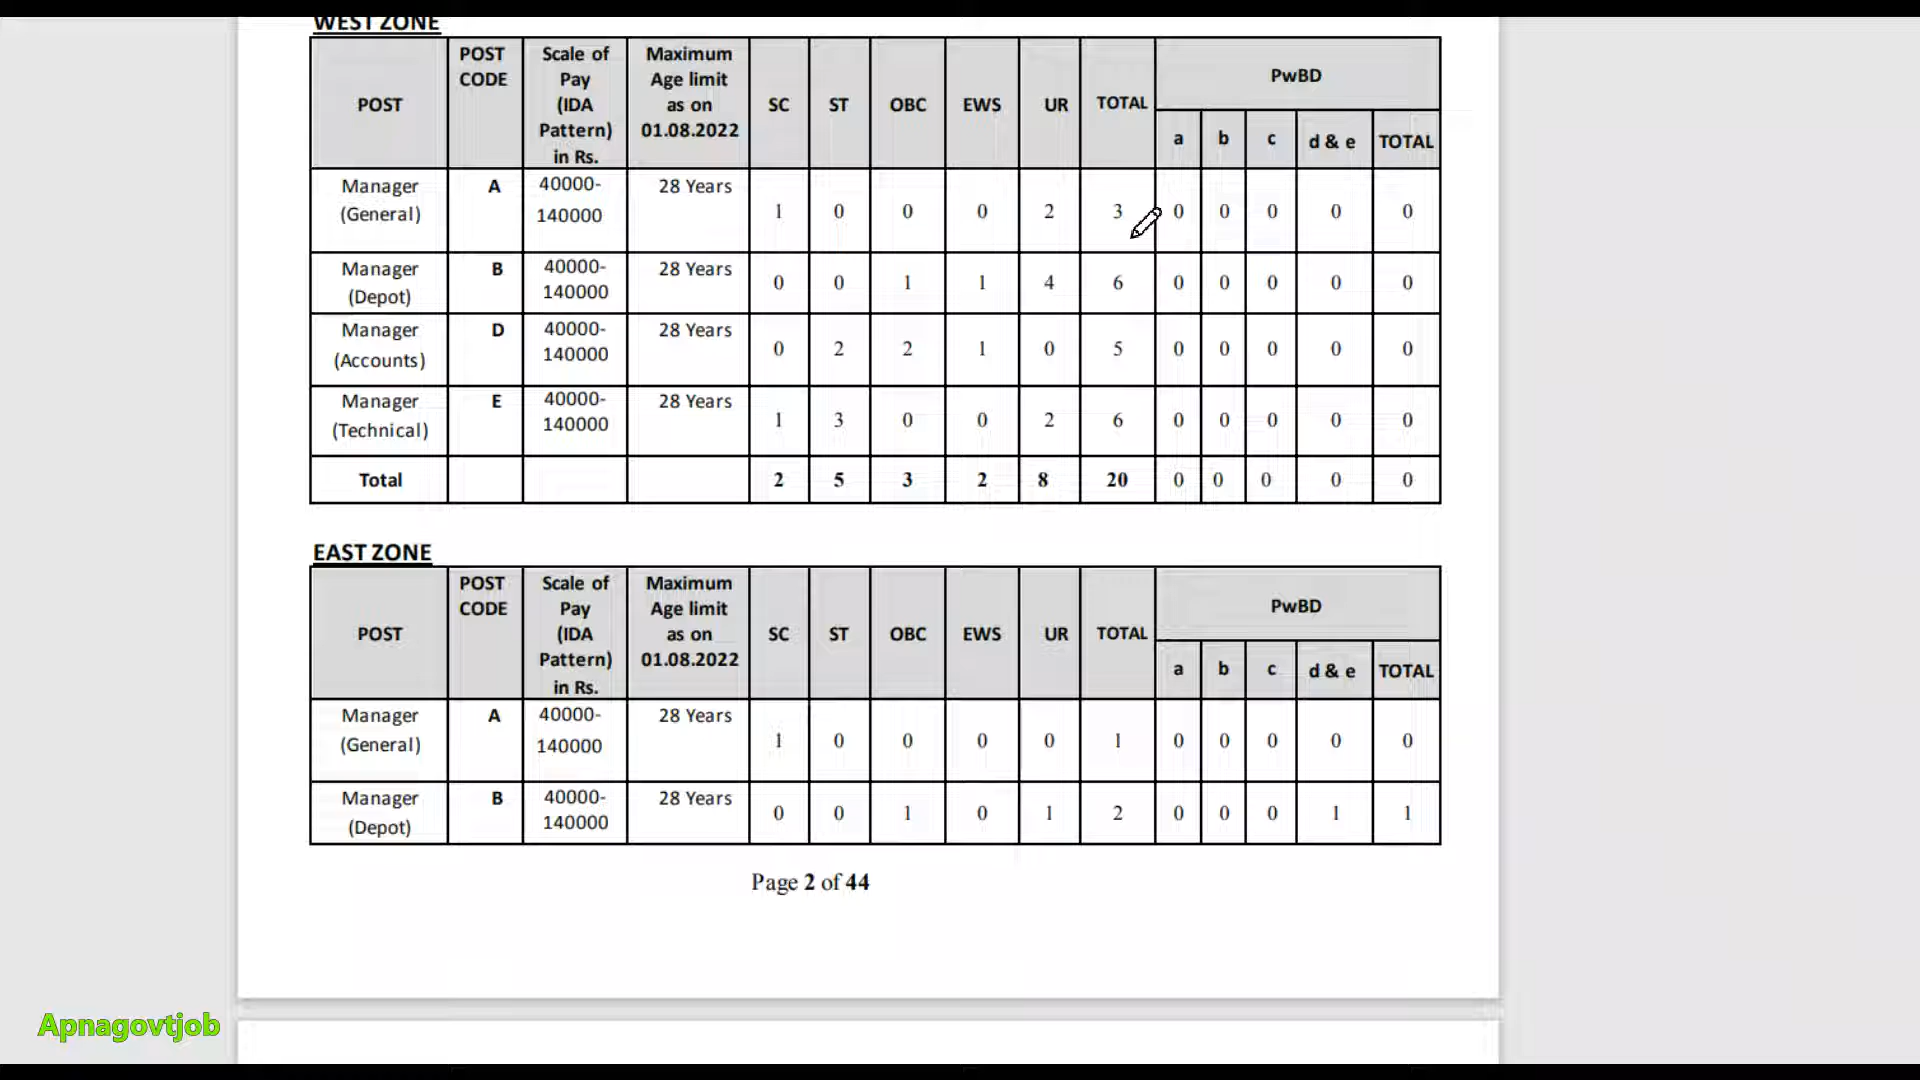 WEST ZONE
POST POST CODE Scale of Pay (IDA Pattern) in Rs. Maximum Age limit as on 01.08.2022 SC ST OBC EWS UR TOTAL PwBD
a b c d & e TOTAL
Manager (General) A 40000-140000 28 Years 1 0 0 0 2 3 0 0 0 0 0
Manager (Depot) B 40000-140000 28 Years 0 0 1 1 4 6 0 0 0 0 0
Manager (Accounts) D 40000-140000 28 Years 0 2 2 1 0 5 0 0 0 0 0
Manager (Technical) E 40000-140000 28 Years 1 3 0 0 2 6 0 0 0 0 0
Total 2 5 3 2 8 20 0 0 0 0 0
EAST ZONE
POST POST CODE Scale of Pay (IDA Pattern) in Rs. Maximum Age limit as on 01.08.2022 SC ST OBC EWS UR TOTAL PwBD
a b c d & e TOTAL
Manager (General) A 40000-140000 28 Years 1 0 0 0 0 1 0 0 0 0 0
Manager (Depot) B 40000-140000 28 Years 0 0 1 0 1 2 0 0 0 1 1
Page 2 of 44
Apnagovtjob